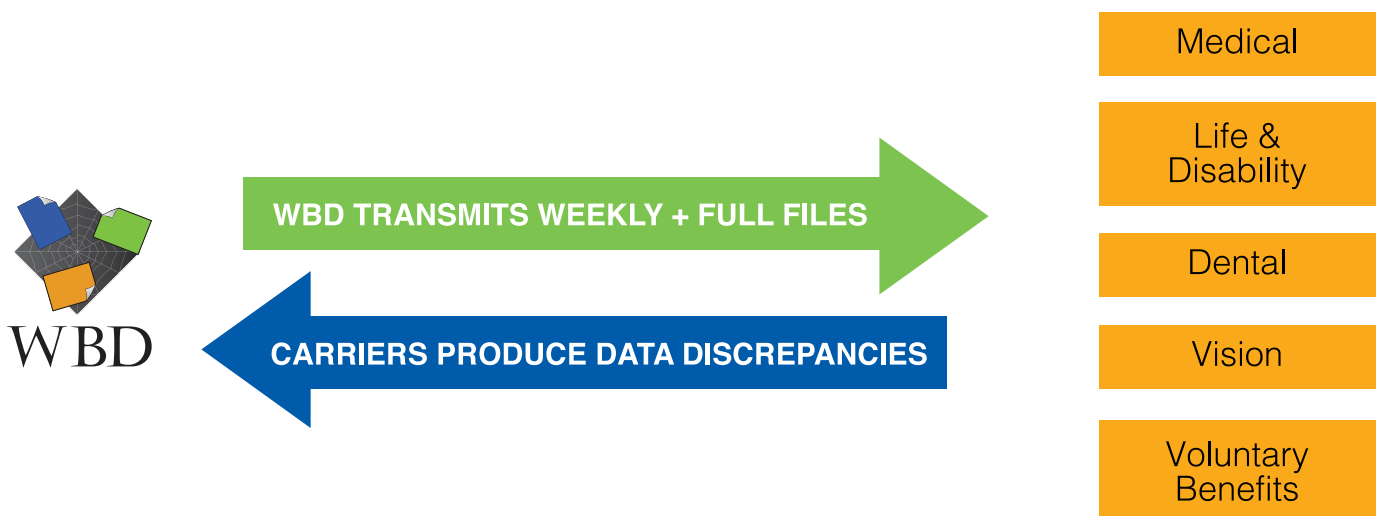 WBD
WBD TRANSMITS WEEKLY + FULL FILES
CARRIERS PRODUCE DATA DISCREPANCIES
Medical
Life &
Disability
Dental
Vision
Voluntary
Benefits